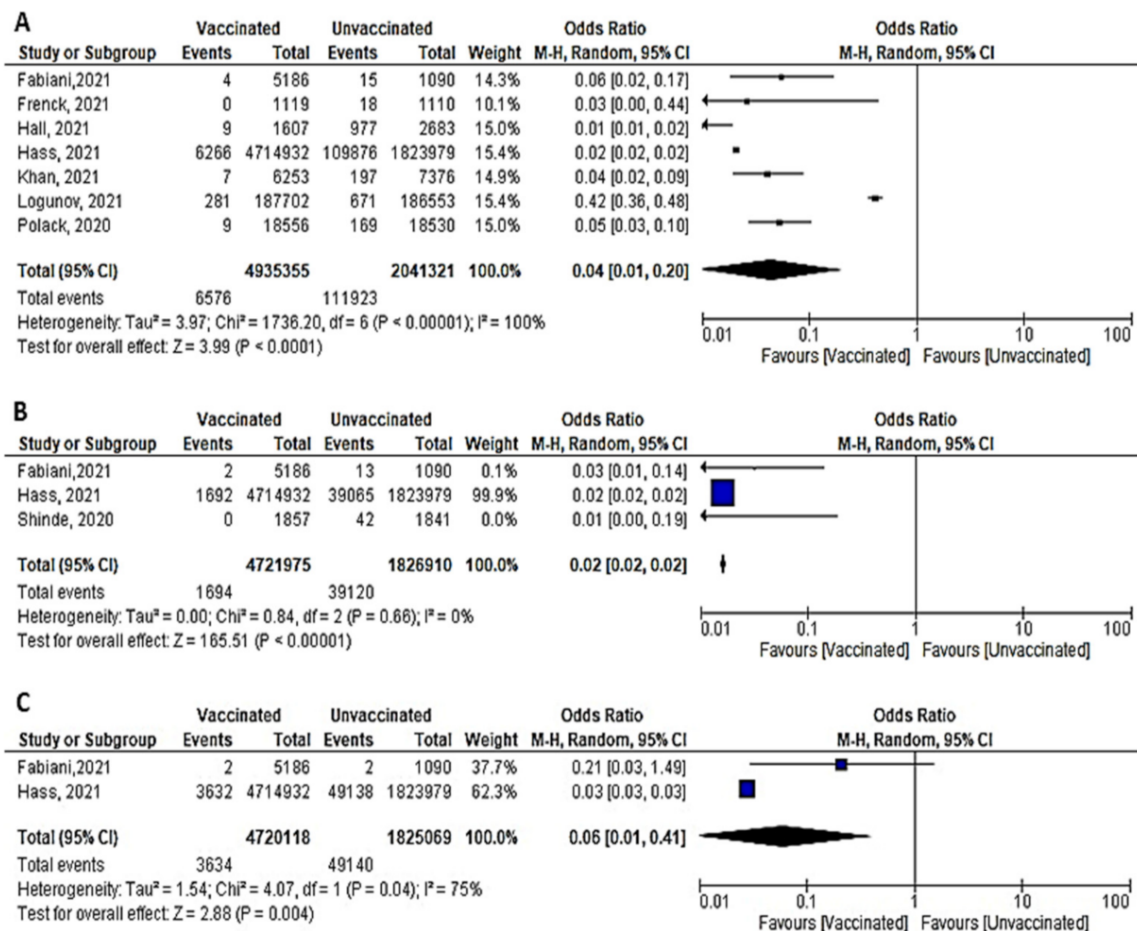 A
Vaccinated Unvaccinated Odds Ratio Odds Ratio
Study or Subgroup Events Total Events Total Weight M-H, Random, 95% CI M-H, Random, 95% CI
Fabiani,2021 4 5186 15 1090 14.3% 0.06 [0.02, 0.17]
Frenck, 2021 0 1119 18 1110 10.1% 0.03 [0.00, 0.44]
Hall, 2021 9 1607 977 2683 15.0% 0.01 [0.01, 0.02]
Hass, 2021 6266 4714932 109876 1823979 15.4% 0.02 [0.02, 0.02]
Khan, 2021 7 6253 197 7376 14.9% 0.04 [0.02, 0.09]
Logunov, 2021 281 187702 671 186553 15.4% 0.42 [0.36, 0.48]
Polack, 2020 9 18556 169 18530 15.0% 0.05 [0.03, 0.10]
Total (95% CI) 4935355 2041321 100.0% 0.04 [0.01, 0.20]
Total events 6576 111923
Heterogeneity: Tau² = 3.97; Chi² = 1736.20, df = 6 (P < 0.00001); I² = 100%
Test for overall effect: Z = 3.99 (P < 0.0001)
0.01 0.1 1 10 100
Favours [Vaccinated] Favours [Unvaccinated]
B
Vaccinated Unvaccinated Odds Ratio Odds Ratio
Study or Subgroup Events Total Events Total Weight M-H, Random, 95% CI M-H, Random, 95% CI
Fabiani,2021 2 5186 13 1090 0.1% 0.03 [0.01, 0.14]
Hass, 2021 1692 4714932 39065 1823979 99.9% 0.02 [0.02, 0.02]
Shinde, 2020 0 1857 42 1841 0.0% 0.01 [0.00, 0.19]
Total (95% CI) 4721975 1826910 100.0% 0.02 [0.02, 0.02]
Total events 1694 39120
Heterogeneity: Tau² = 0.00; Chi² = 0.84, df = 2 (P = 0.66); I² = 0%
Test for overall effect: Z = 165.51 (P < 0.00001)
0.01 0.1 1 10 100
Favours [Vaccinated] Favours [Unvaccinated]
C
Vaccinated Unvaccinated Odds Ratio Odds Ratio
Study or Subgroup Events Total Events Total Weight M-H, Random, 95% CI M-H, Random, 95% CI
Fabiani,2021 2 5186 2 1090 37.7% 0.21 [0.03, 1.49]
Hass, 2021 3632 4714932 49138 1823979 62.3% 0.03 [0.03, 0.03]
Total (95% CI) 4720118 1825069 100.0% 0.06 [0.01, 0.41]
Total events 3634 49140
Heterogeneity: Tau² = 1.54; Chi² = 4.07, df = 1 (P = 0.04); I² = 75%
Test for overall effect: Z = 2.88 (P = 0.004)
0.01 0.1 1 10 100
Favours [Vaccinated] Favours [Unvaccinated]